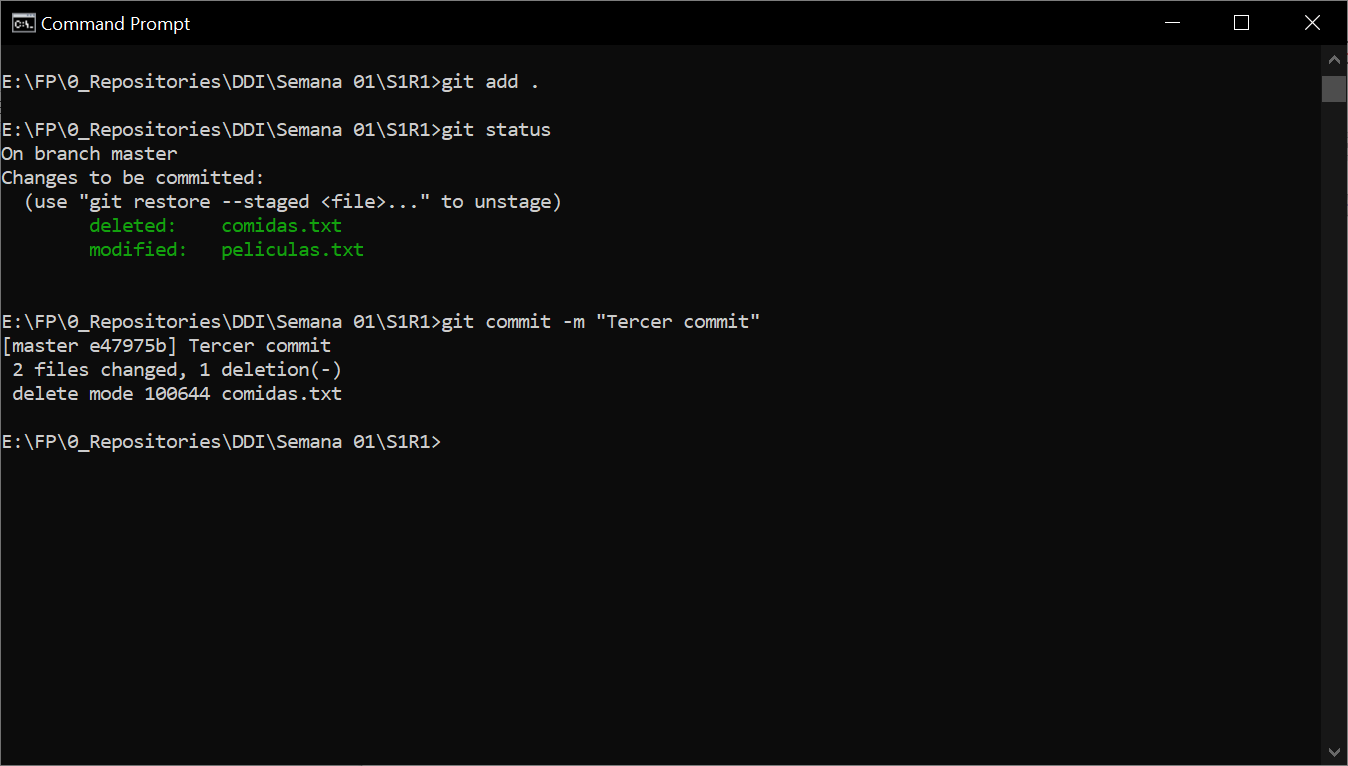 Command Prompt
E:\FP\0_Repositories\DDI\Semana 01\S1R1>git add .
E:\FP\0_Repositories\DDI\Semana 01\S1R1>git status
On branch master
Changes to be committed:
  (use "git restore --staged <file>..." to unstage)
        deleted:    comidas.txt
        modified:   peliculas.txt
E:\FP\0_Repositories\DDI\Semana 01\S1R1>git commit -m "Tercer commit"
[master e47975b] Tercer commit
 2 files changed, 1 deletion(-)
 delete mode 100644 comidas.txt
E:\FP\0_Repositories\DDI\Semana 01\S1R1>